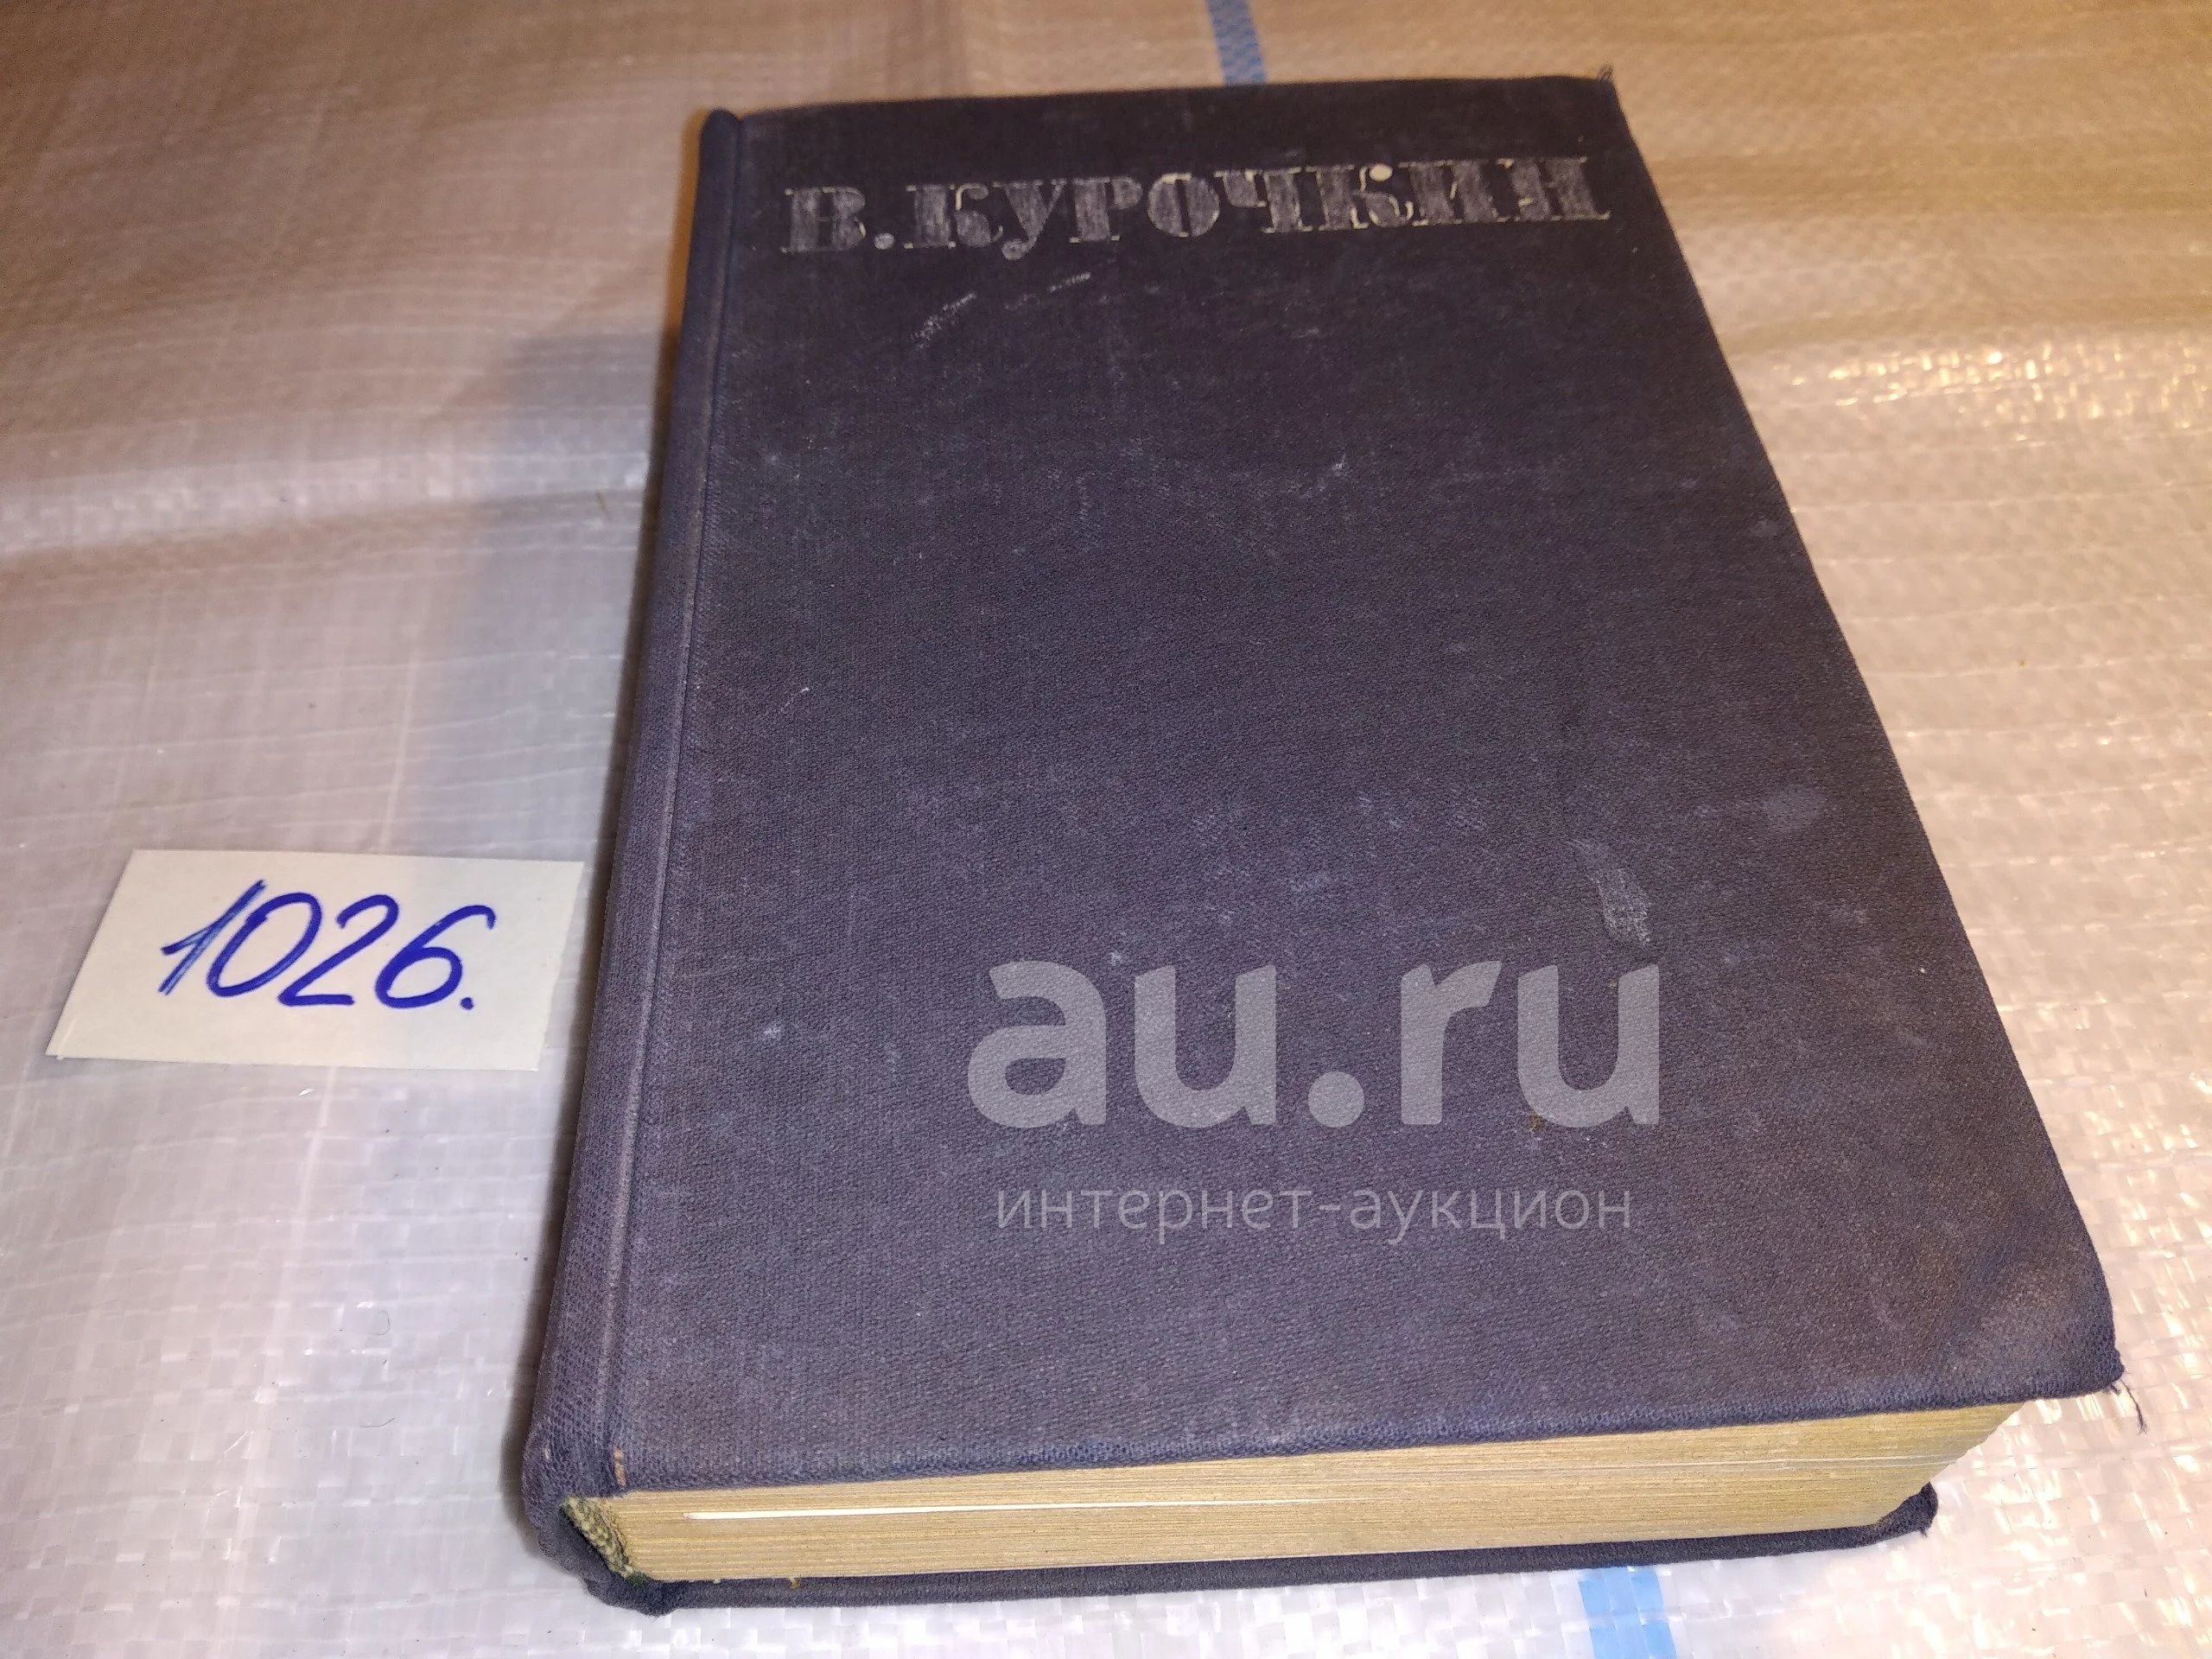 В. КУРОЧКИН
1026.
au.ru
интернет-аукцион